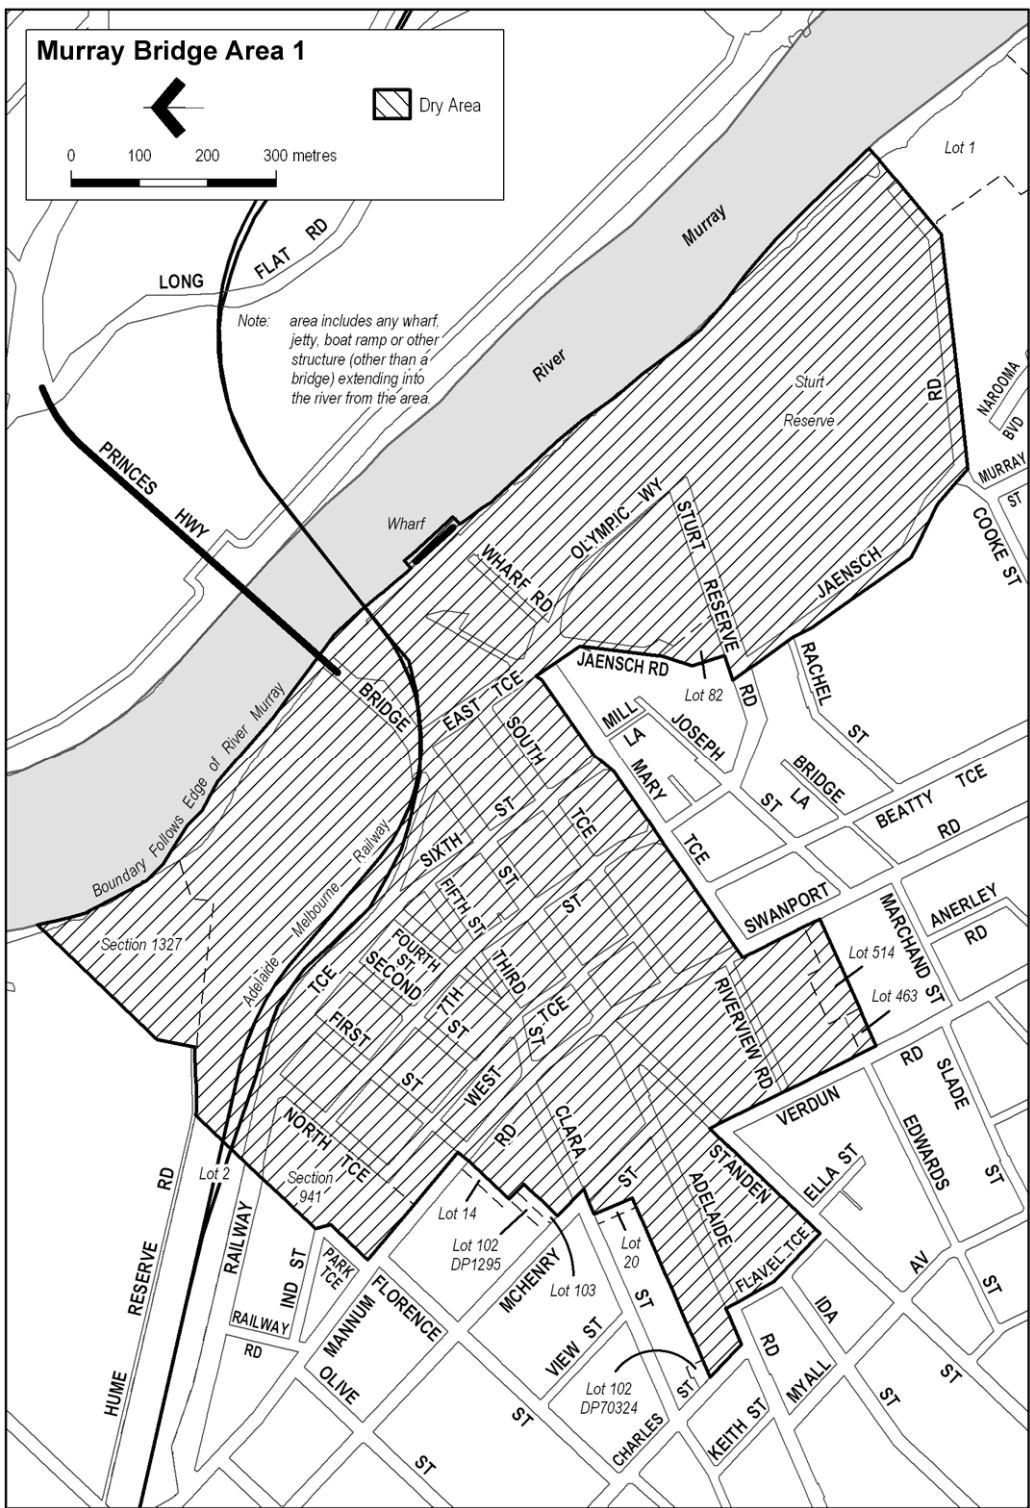 Murray Bridge Area 1
Dry Area
0 100 200 300 metres
Lot 1
Murray
LONG FLAT RD
Note: area includes any wharf,
jetty, boat ramp or other
structure (other than a
bridge) extending into
the river from the area.
River
Sturt
Reserve
RD
NAROOMA
BVD
MURRAY
ST
COOKE ST
PRINCES
HWY
Wharf
OLYMPIC WY
WHARF RD
STURT
RESERVE
RD
JAENSCH
JAENSCH RD
Lot 82
RACHEL
ST
BRIDGE
EAST TCE
SOUTH
TCE
MILL
LA
JOSEPH
ST
MARY
TCE
BRIDGE
LA
BEATTY TCE
RD
Boundary Follows Edge of River Murray
Adelaide Melbourne Railway
SIXTH
ST
FIFTH ST
ST
ST
FOURTH
ST
SECOND
THIRD
ST
7TH
ST
FIRST
ST
TCE
Section 1327
SWANPORT
MARCHAND ST
ANERLEY
RD
Lot 514
Lot 463
RIVERVIEW RD
WEST
TCE
NORTH TCE
Section
941
RD
CLARA
ST
VERDUN
RD
SLADE
ST
EDWARDS
AV
STANDEN
ELLA ST
ADELAIDE
RD
FLAVEL TCE
Lot 2
Lot 14
Lot 102
DP1295
Lot 103
Lot
20
HUME RESERVE RD
RAILWAY
IND ST
PARK
TCE
RAILWAY
RD
MANNUM
FLORENCE
ST
MCHENRY
ST
VIEW ST
OLIVE
ST
IDA
ST
ST
ST
MYALL
KEITH ST
CHARLES
ST
Lot 102
DP70324